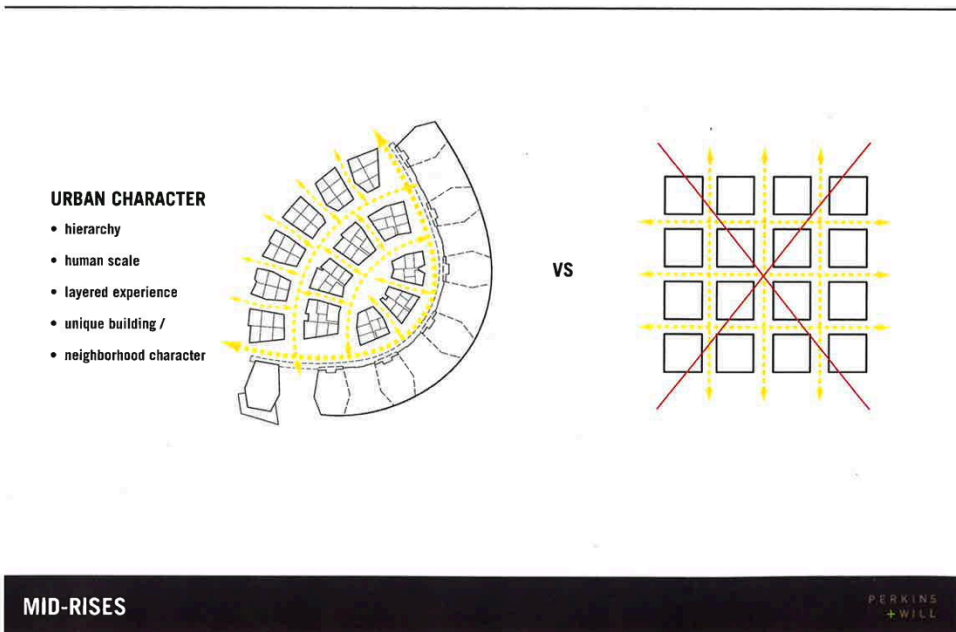 URBAN CHARACTER
• hierarchy
• human scale
• layered experience
• unique building /
• neighborhood character
VS
MID-RISES
PERKINS
+WILL